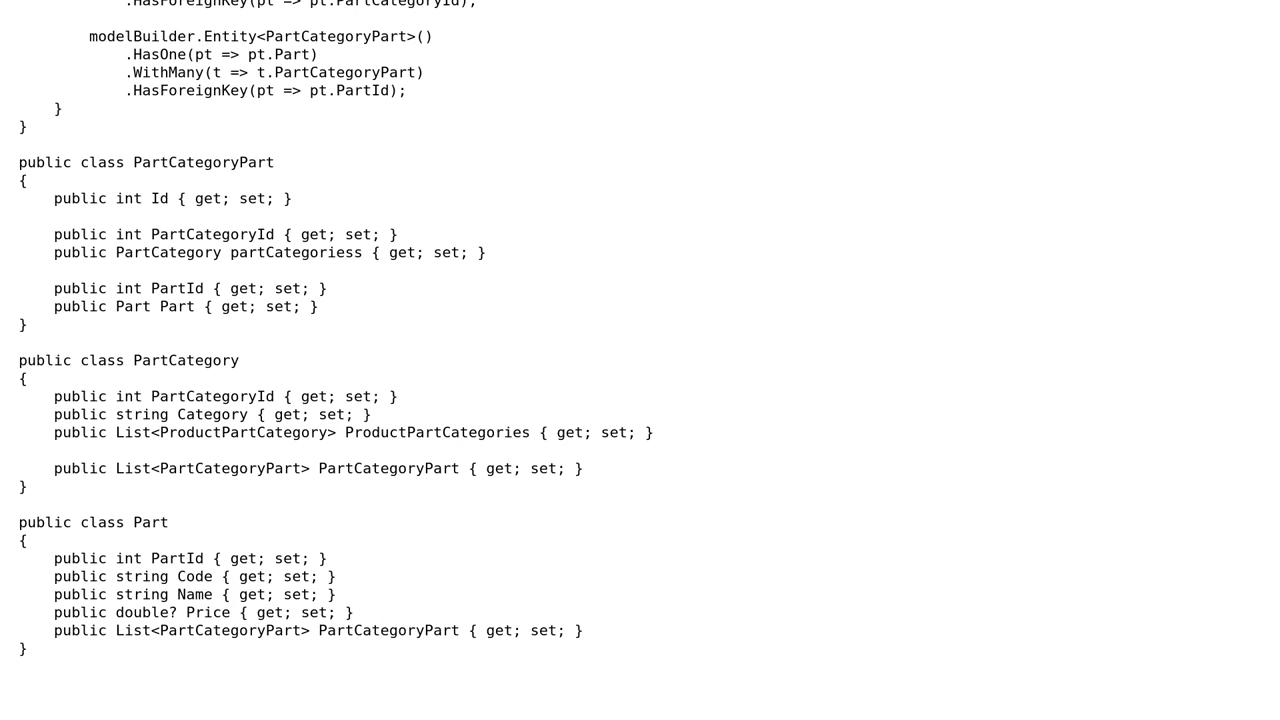 .HasForeignKey(pt => pt.PartCategoryId);
modelBuilder.Entity<PartCategoryPart>()
.HasOne(pt => pt.Part)
.WithMany(t => t.PartCategoryPart)
.HasForeignKey(pt => pt.PartId);
}
}
public class PartCategoryPart
{
public int Id { get; set; }
public int PartCategoryId { get; set; }
public PartCategory partCategoriess { get; set; }
public int PartId { get; set; }
public Part Part { get; set; }
}
public class PartCategory
{
public int PartCategoryId { get; set; }
public string Category { get; set; }
public List<ProductPartCategory> ProductPartCategories { get; set; }
public List<PartCategoryPart> PartCategoryPart { get; set; }
}
public class Part
{
public int PartId { get; set; }
public string Code { get; set; }
public string Name { get; set; }
public double? Price { get; set; }
public List<PartCategoryPart> PartCategoryPart { get; set; }
}